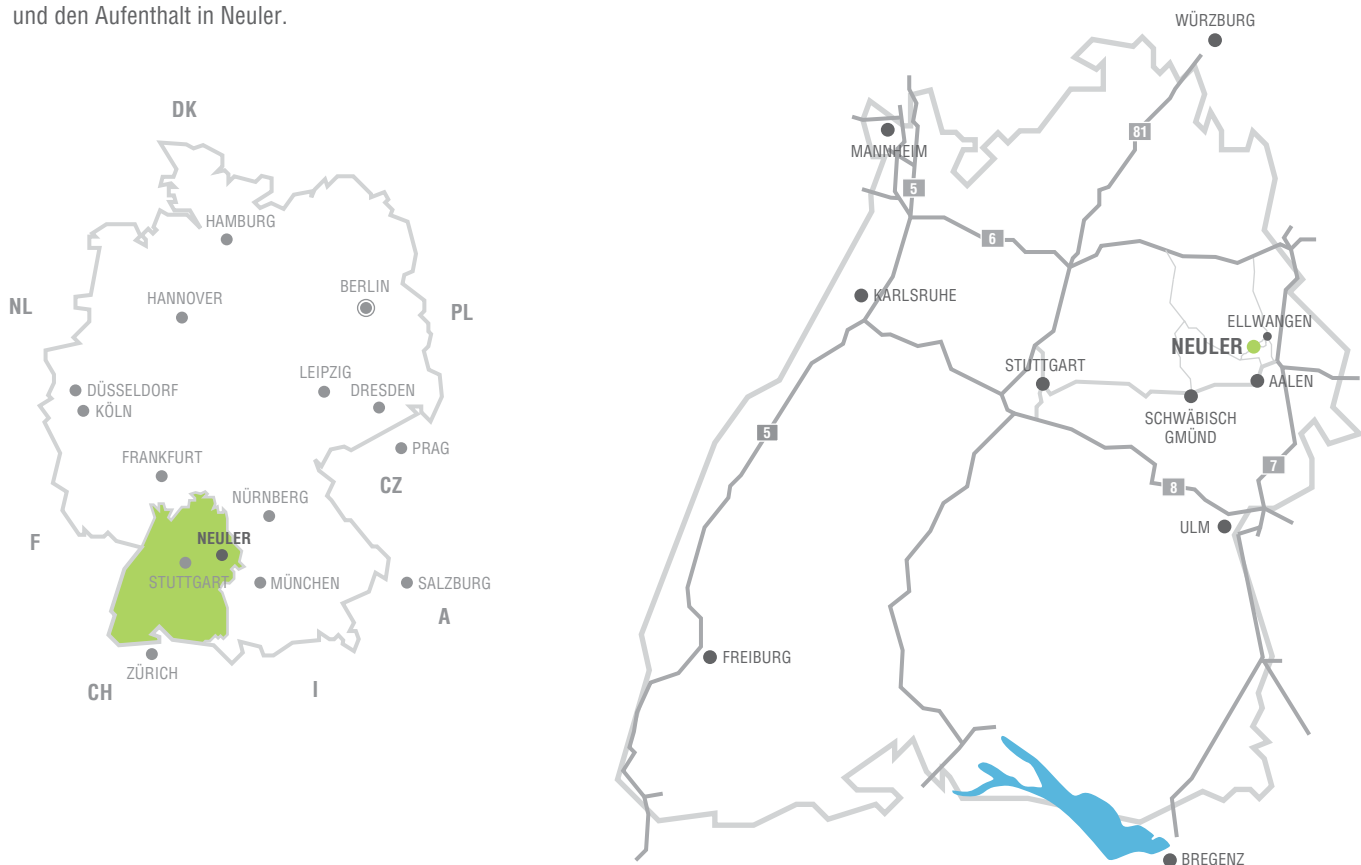 und den Aufenthalt in Neuler.
DK
HAMBURG
NL
HANNOVER
BERLIN
PL
DÜSSELDORF
KÖLN
LEIPZIG
DRESDEN
FRANKFURT
PRAG
CZ
NÜRNBERG
F
NEULER
STUTTGART
MÜNCHEN
SALZBURG
A
ZÜRICH
CH
I
WÜRZBURG
81
MANNHEIM
5
6
KARLSRUHE
ELLWANGEN
NEULER
STUTTGART
AALEN
SCHWÄBISCH
GMÜND
5
7
8
ULM
FREIBURG
BREGENZ